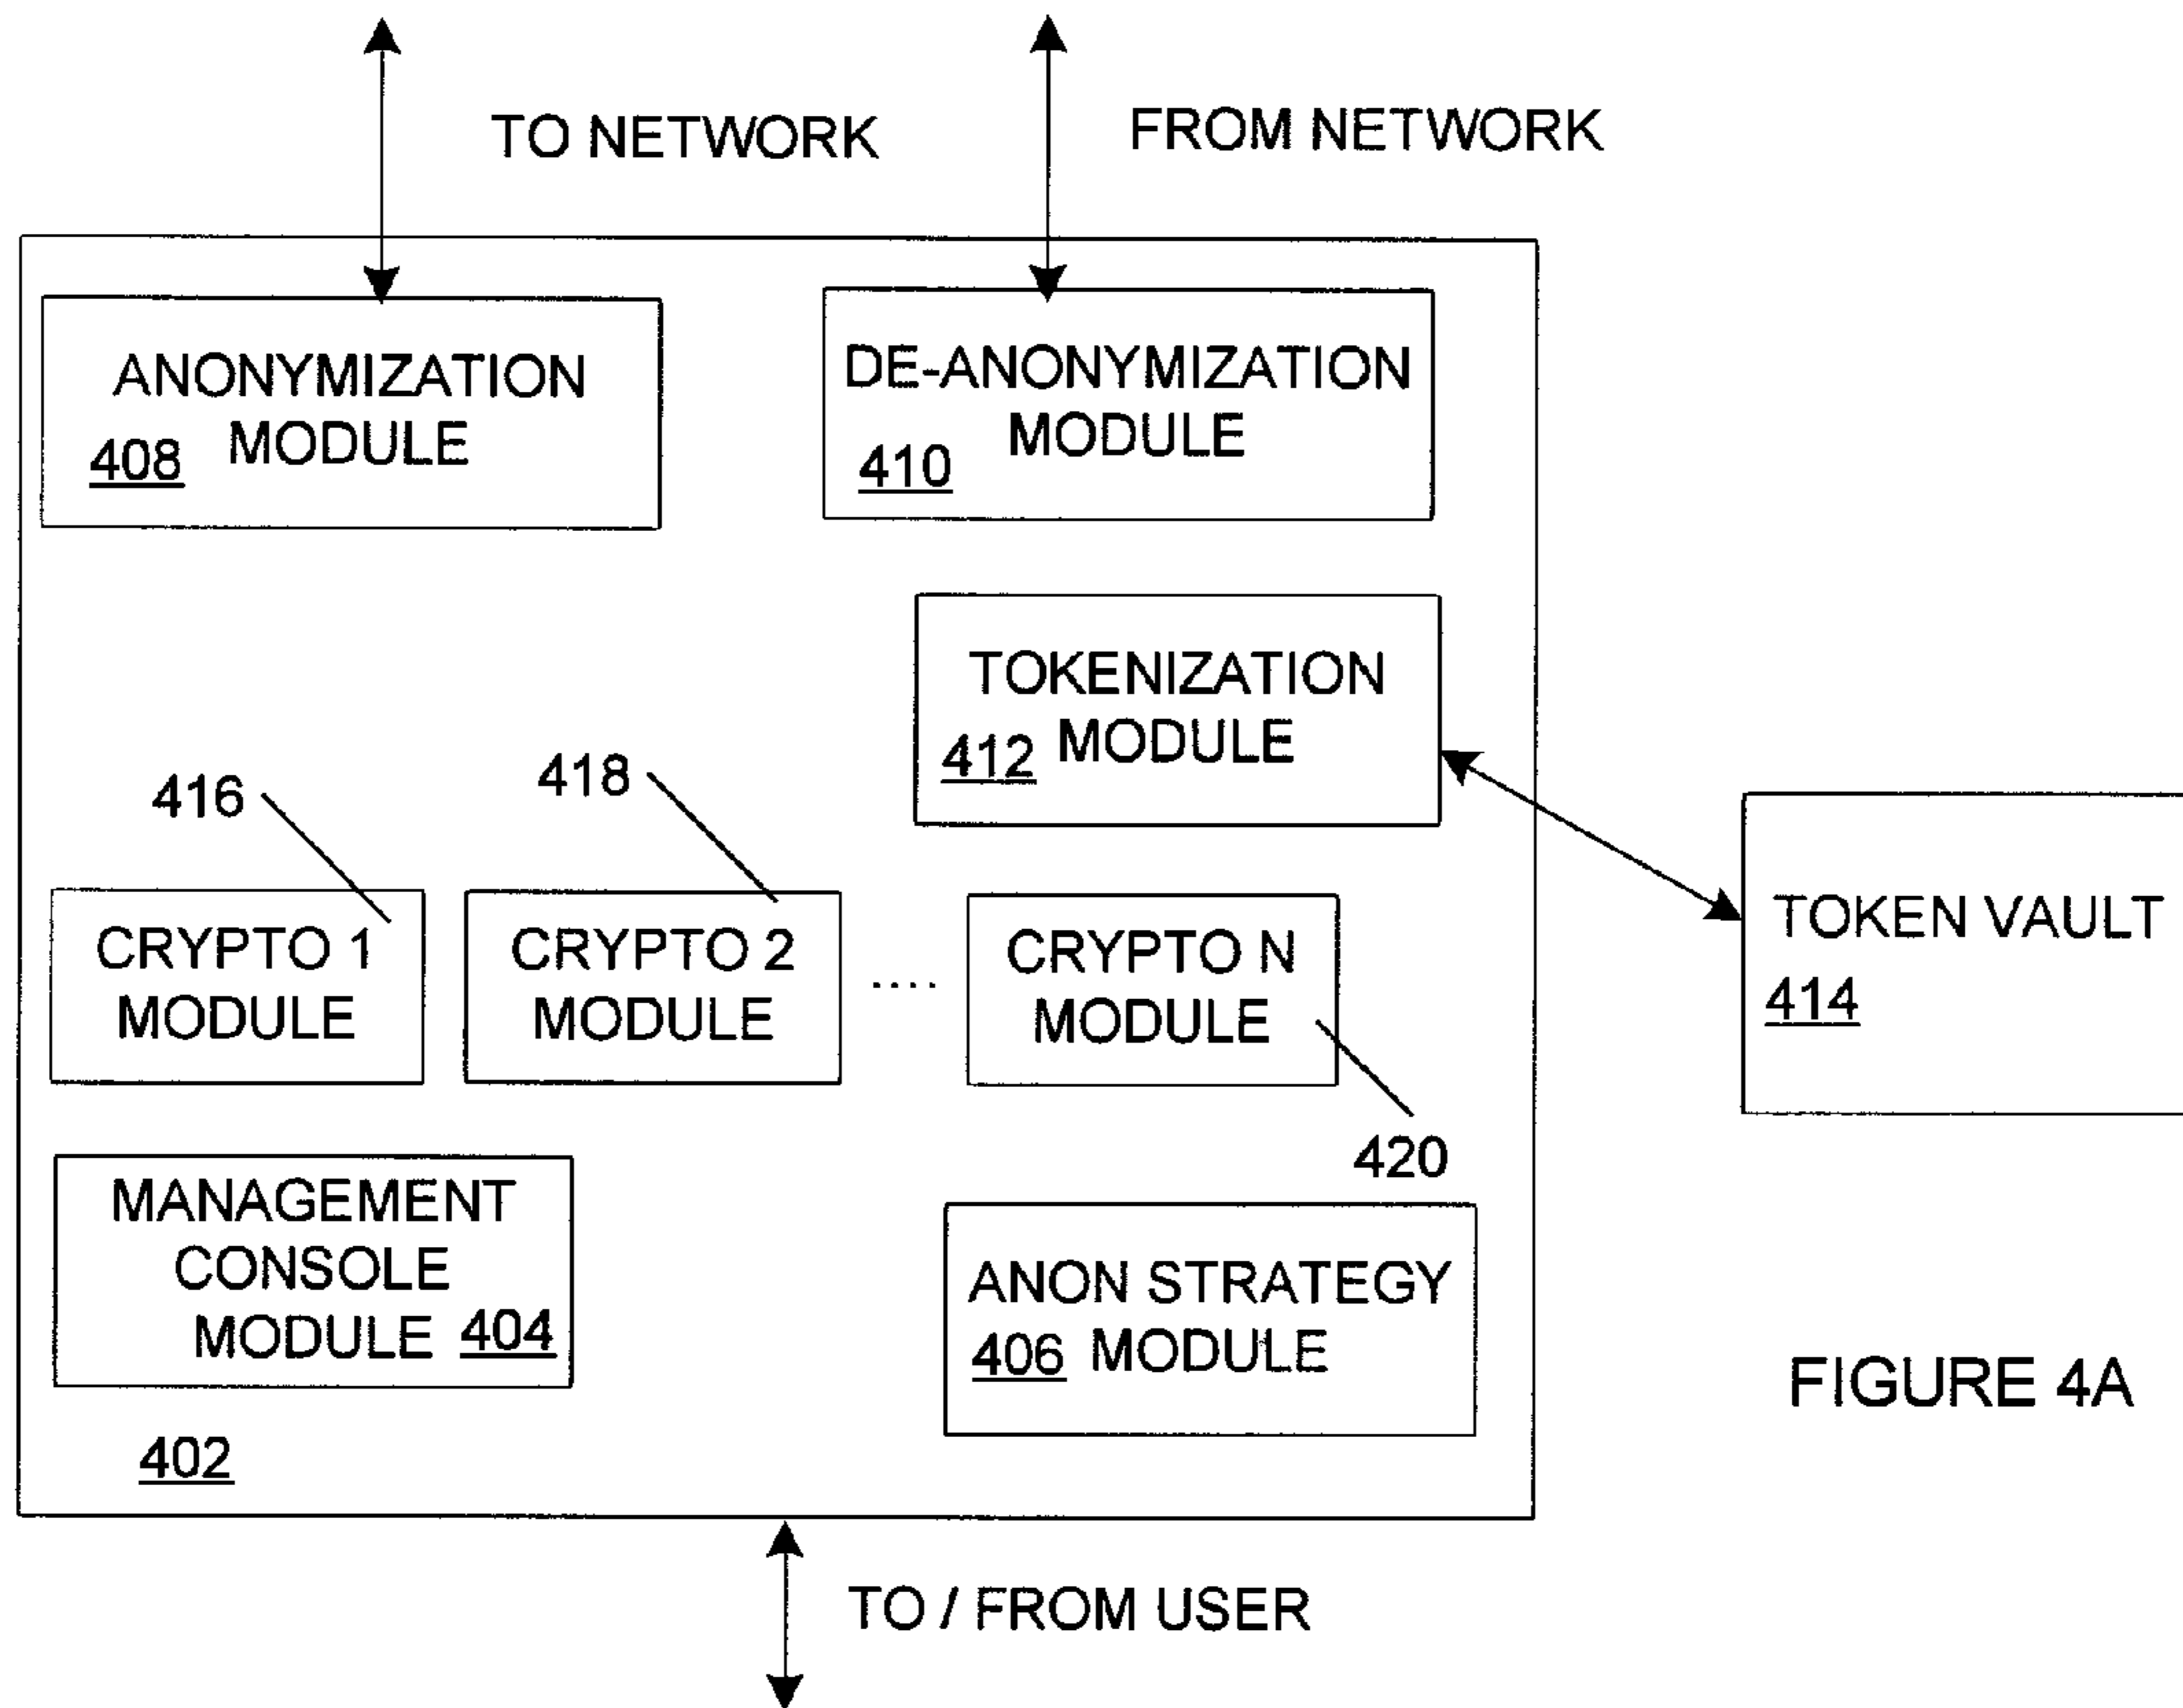 TO NETWORK
FROM NETWORK
ANONYMIZATION
MODULE
408
DE-ANONYMIZATION
MODULE
410
TOKENIZATION
MODULE
412
416
418
TOKEN VAULT
414
CRYPTO 1
MODULE
CRYPTO 2
MODULE
....
CRYPTO N
MODULE
420
MANAGEMENT
CONSOLE
MODULE 404
ANON STRATEGY
406 MODULE
402
FIGURE 4A
TO / FROM USER